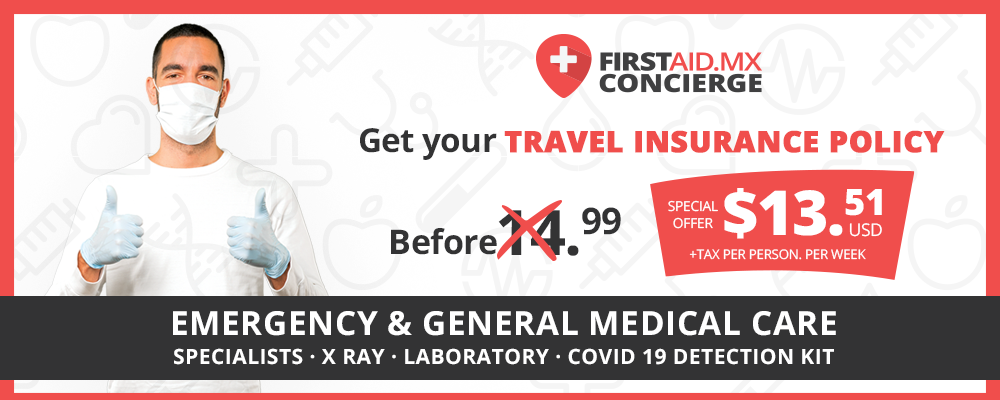 FIRSTAID.MX
CONCIERGE
Get your TRAVEL INSURANCE POLICY
Before 14.99
SPECIAL OFFER $13.51 USD
+TAX PER PERSON. PER WEEK
EMERGENCY & GENERAL MEDICAL CARE
SPECIALISTS · X RAY · LABORATORY · COVID 19 DETECTION KIT